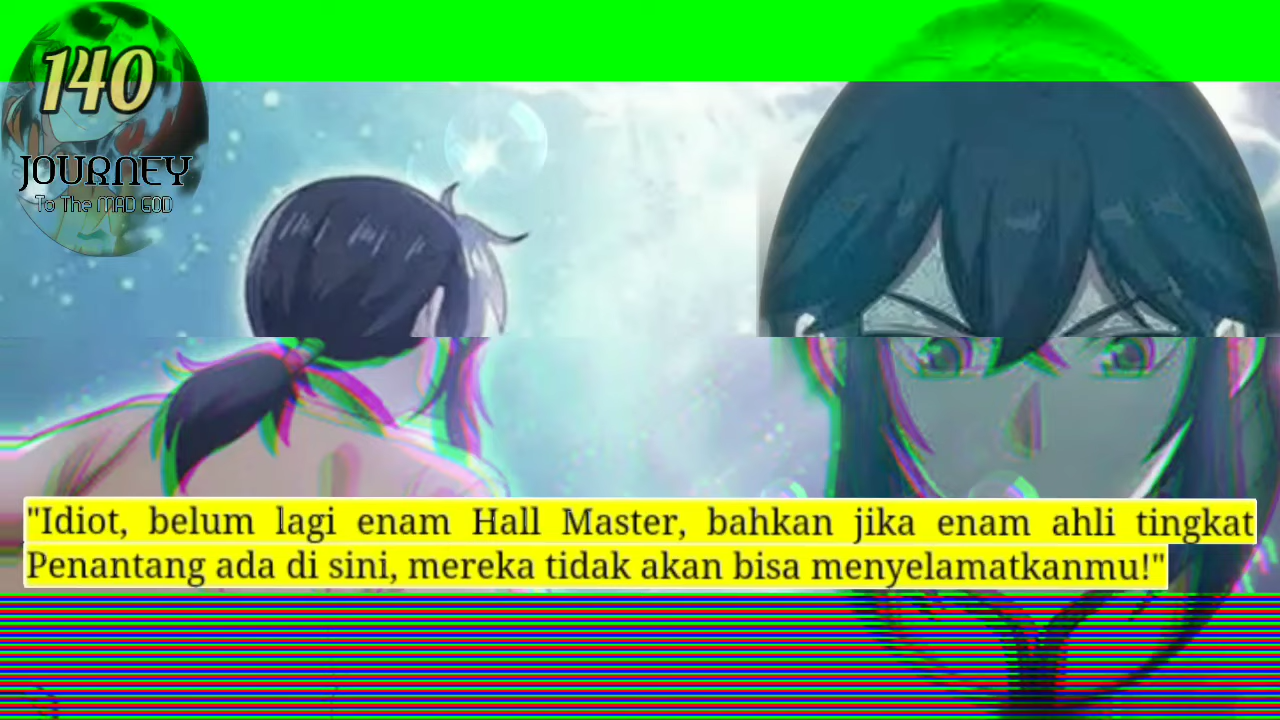 140
JOURNEY
To The MAD GOD
"Idiot, belum lagi enam Hall Master, bahkan jika enam ahli tingkat
Penantang ada di sini, mereka tidak akan bisa menyelamatkanmu!"